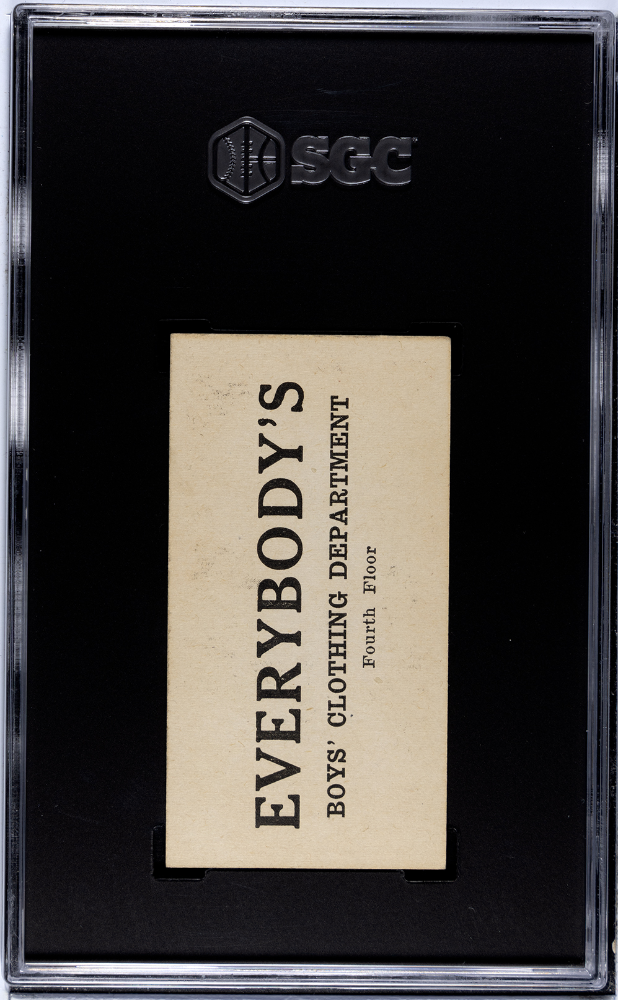 SGC
EVERYBODY'S
BOYS' CLOTHING DEPARTMENT
Fourth Floor